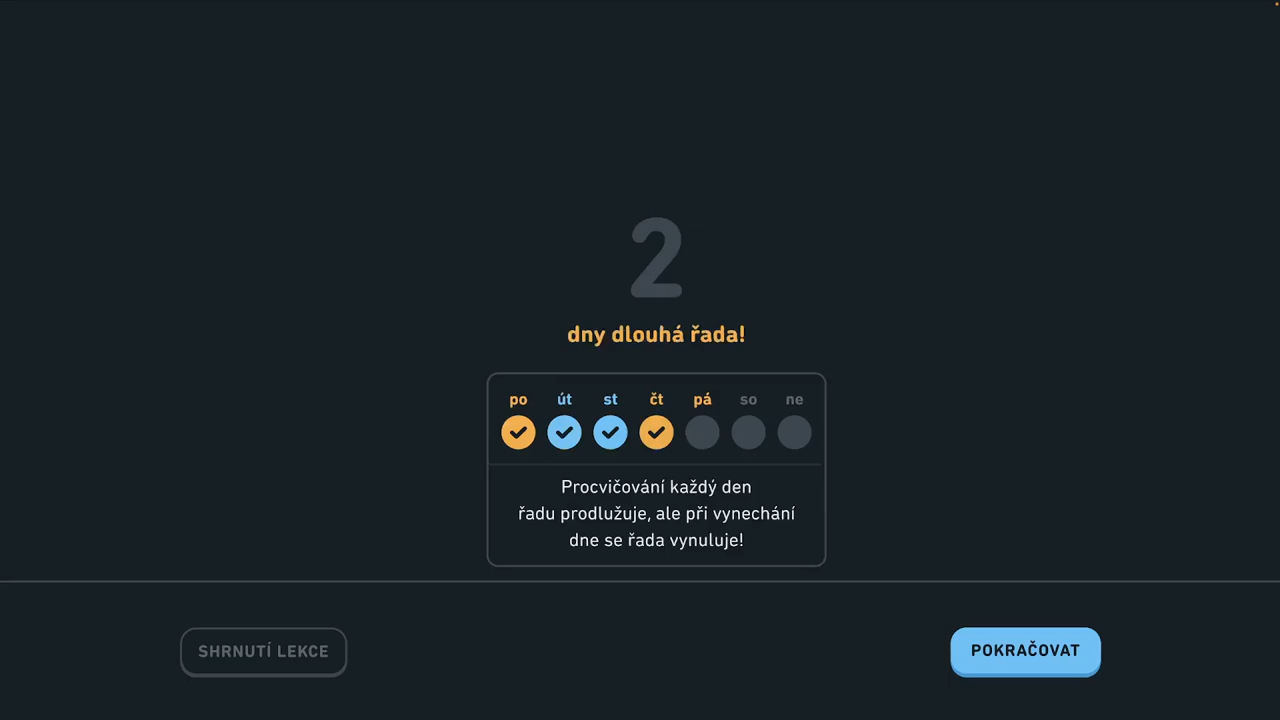 2
dny dlouhá řada!
po út st čt pá so ne
Procvičování každý den
řadu prodlužuje, ale při vynechání
dne se řada vynuluje!
SHRNUTÍ LEKCE
POKRAČOVAT